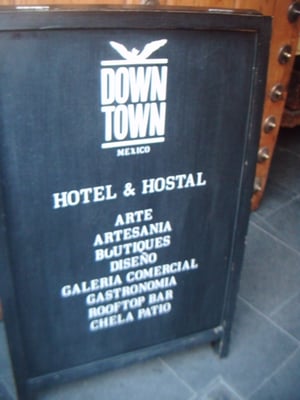 DOWN
TOWN
MEXICO
HOTEL & HOSTAL
ARTE
ARTESANIA
BOUTIQUES
DISEÑO
GALERIA COMERCIAL
GASTRONOMIA
ROOFTOP BAR
CHELA PATIO